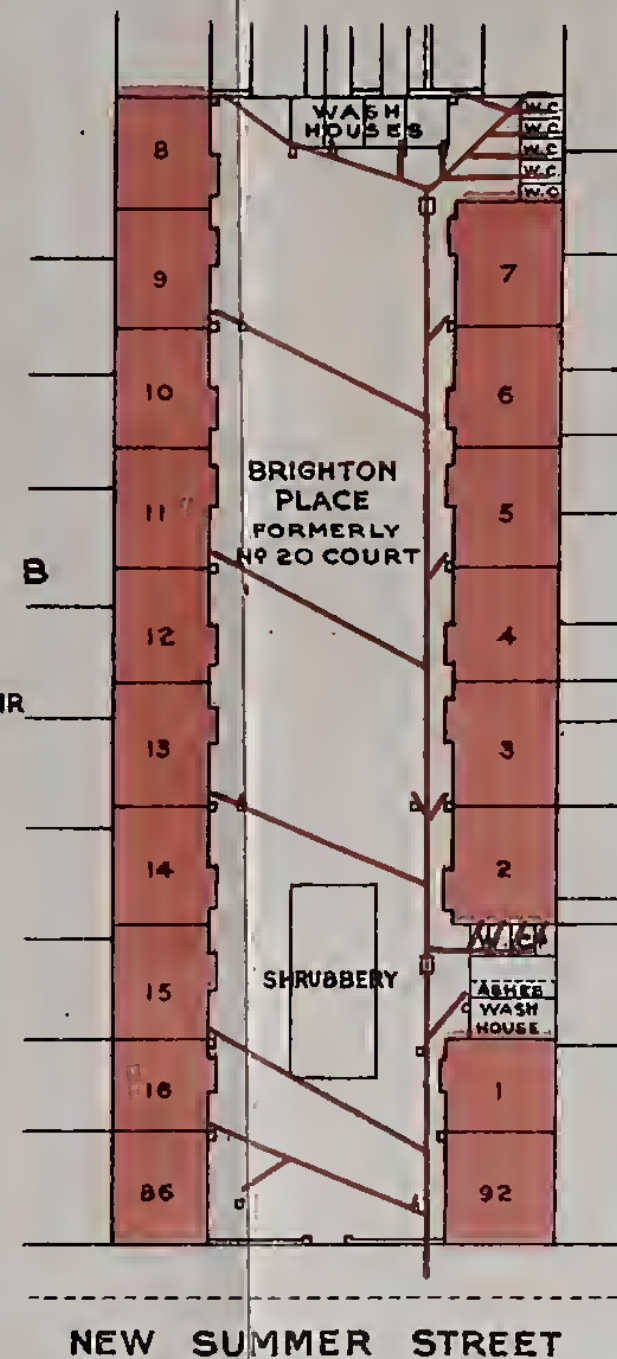 WASH
HOUSES
W.C
W.C
W.C
W.C
W.C
8
7
9
10
6
BRIGHTON
PLACE
FORMERLY
Nº 20 COURT
11
5
B
12
4
IR
13
3
14
2
W.C's
SHRUBBERY
15
ASHES
WASH
HOUSE
16
1
86
92
NEW SUMMER STREET